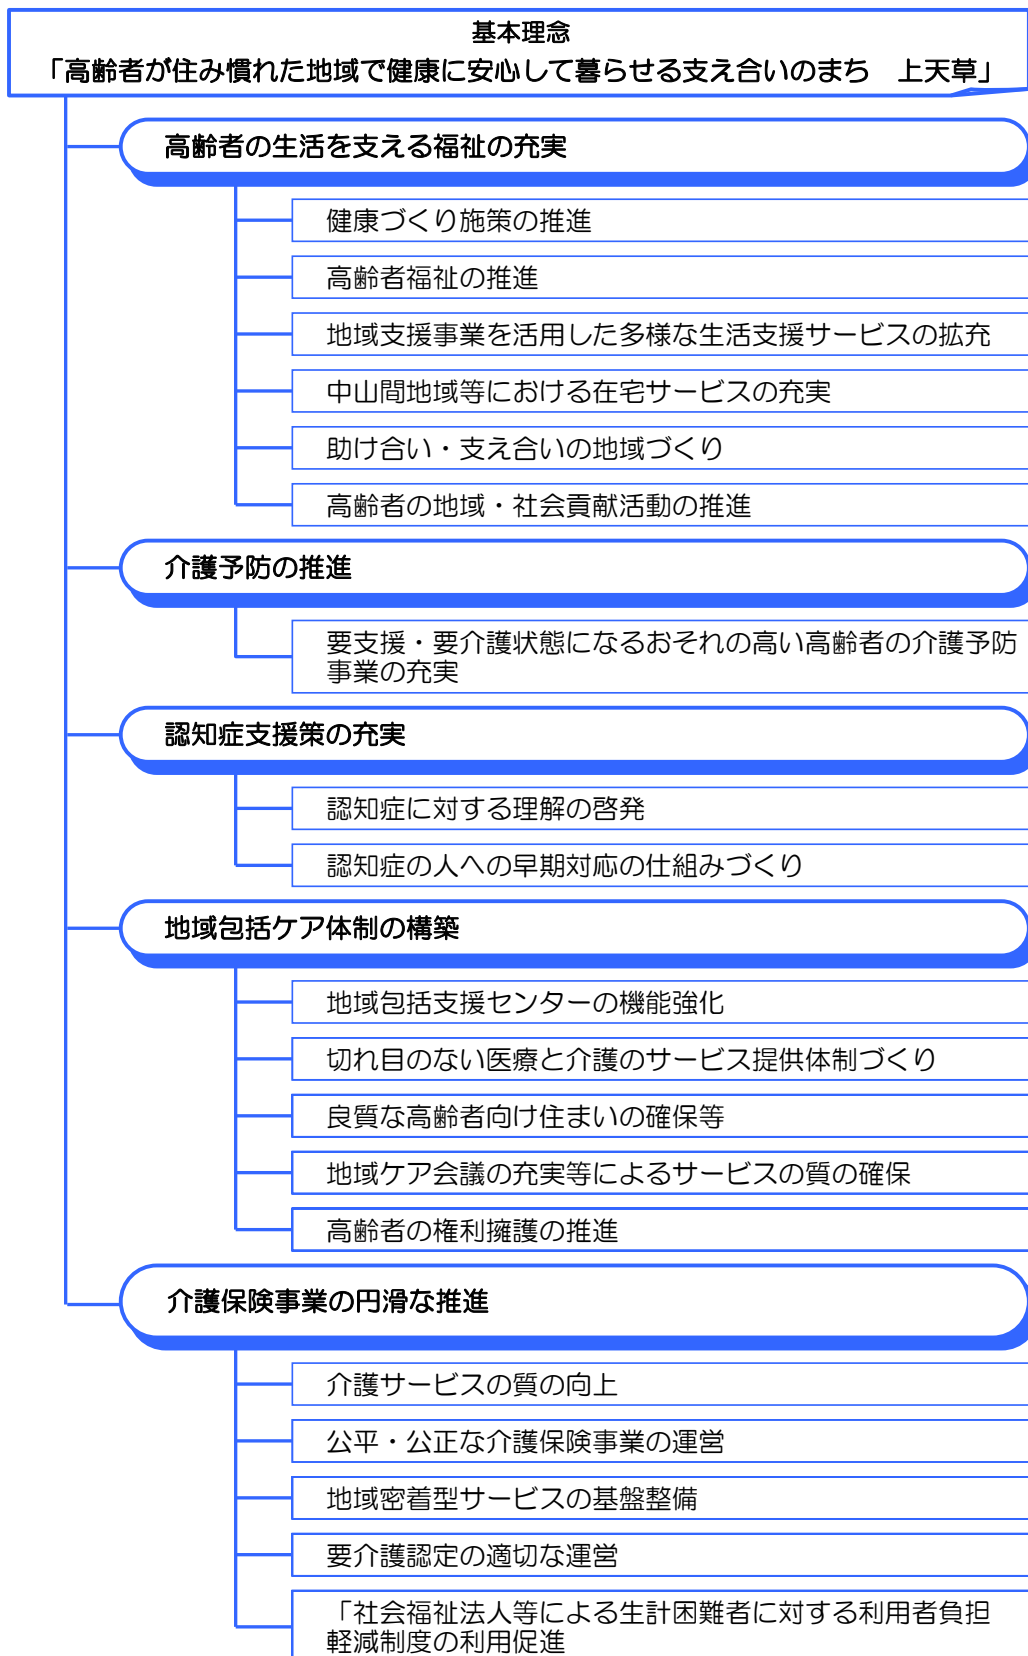 基本理念
「高齢者が住み慣れた地域で健康に安心して暮らせる支え合いのまち　上天草」
高齢者の生活を支える福祉の充実
健康づくり施策の推進
高齢者福祉の推進
地域支援事業を活用した多様な生活支援サービスの拡充
中山間地域等における在宅サービスの充実
助け合い・支え合いの地域づくり
高齢者の地域・社会貢献活動の推進
介護予防の推進
要支援・要介護状態になるおそれの高い高齢者の介護予防
事業の充実
認知症支援策の充実
認知症に対する理解の啓発
認知症の人への早期対応の仕組みづくり
地域包括ケア体制の構築
地域包括支援センターの機能強化
切れ目のない医療と介護のサービス提供体制づくり
良質な高齢者向け住まいの確保等
地域ケア会議の充実等によるサービスの質の確保
高齢者の権利擁護の推進
介護保険事業の円滑な推進
介護サービスの質の向上
公平・公正な介護保険事業の運営
地域密着型サービスの基盤整備
要介護認定の適切な運営
「社会福祉法人等による生計困難者に対する利用者負担
軽減制度の利用促進